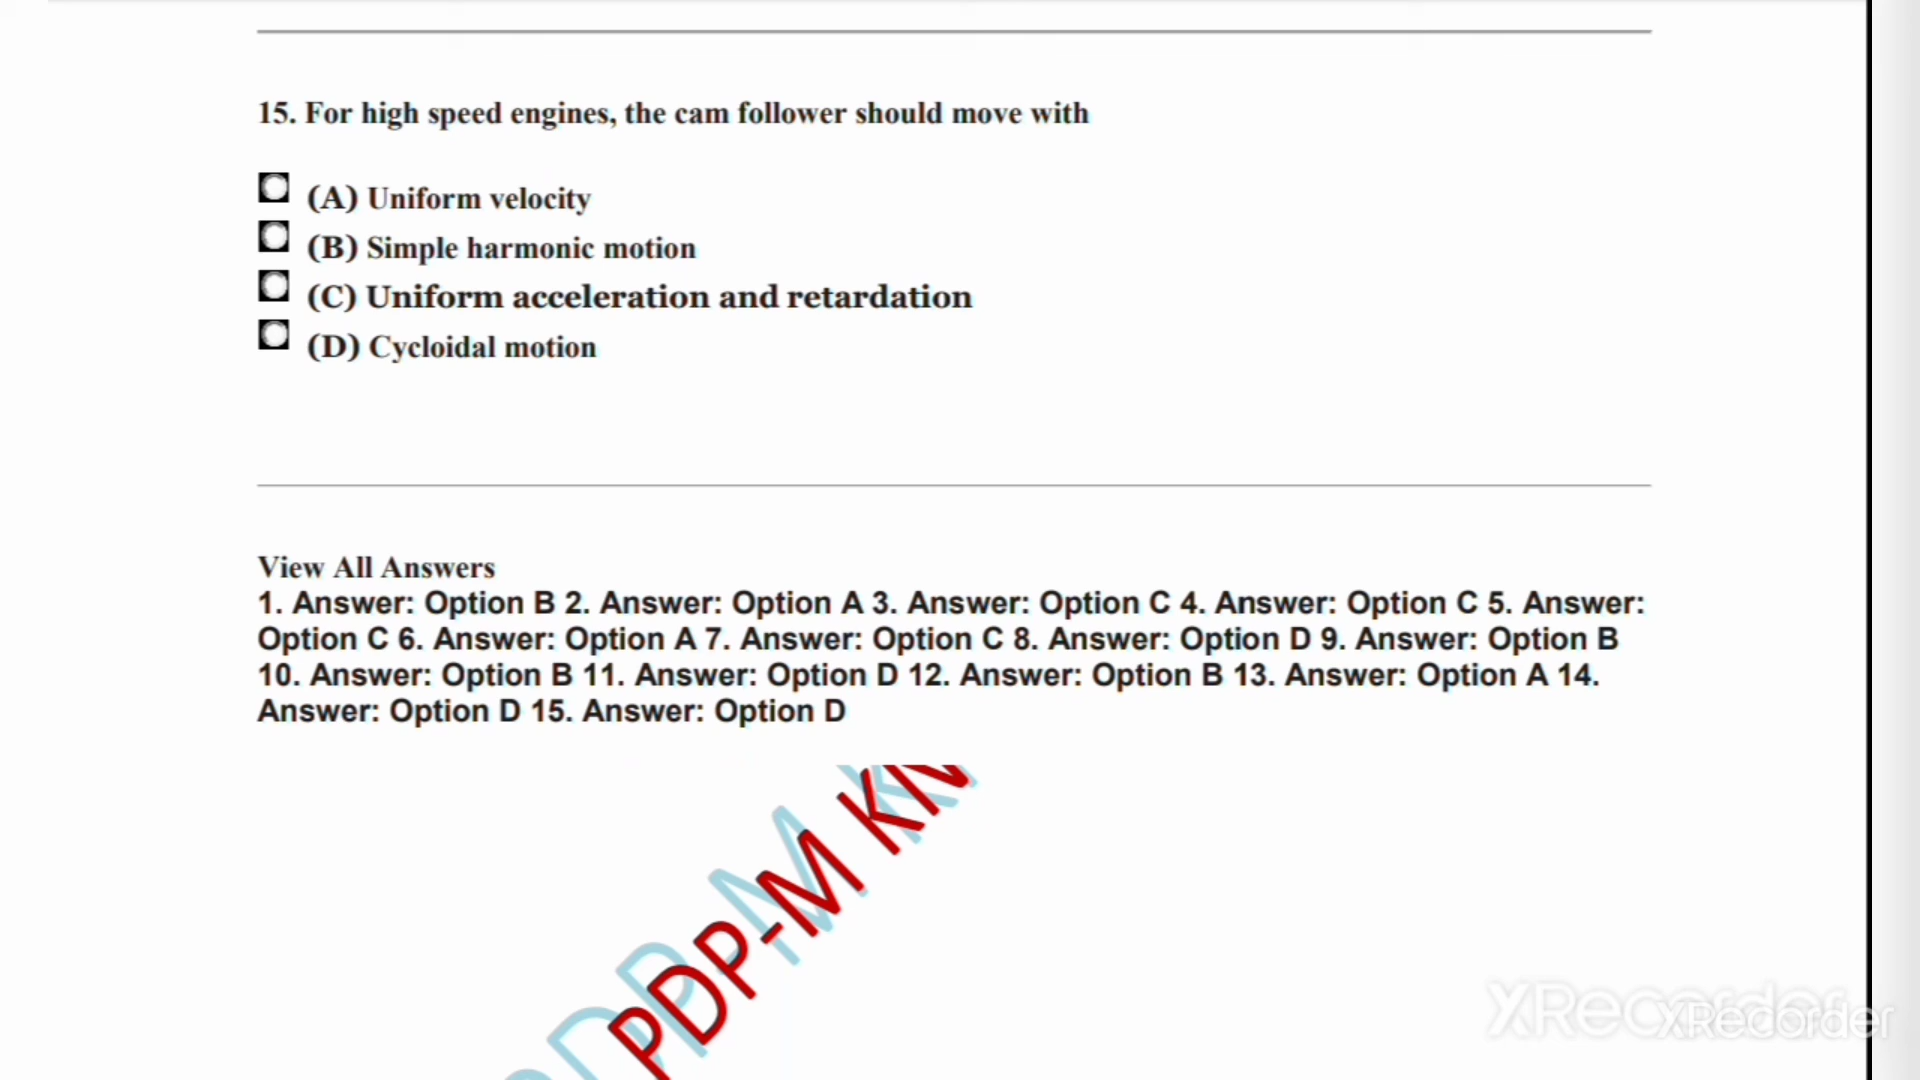 15. For high speed engines, the cam follower should move with
(A) Uniform velocity
(B) Simple harmonic motion
(C) Uniform acceleration and retardation
(D) Cycloidal motion
View All Answers
1. Answer: Option B 2. Answer: Option A 3. Answer: Option C 4. Answer: Option C 5. Answer:
Option C 6. Answer: Option A 7. Answer: Option C 8. Answer: Option D 9. Answer: Option B
10. Answer: Option B 11. Answer: Option D 12. Answer: Option B 13. Answer: Option A 14.
Answer: Option D 15. Answer: Option D
PDP-M KN
XRecorder
XRecorder